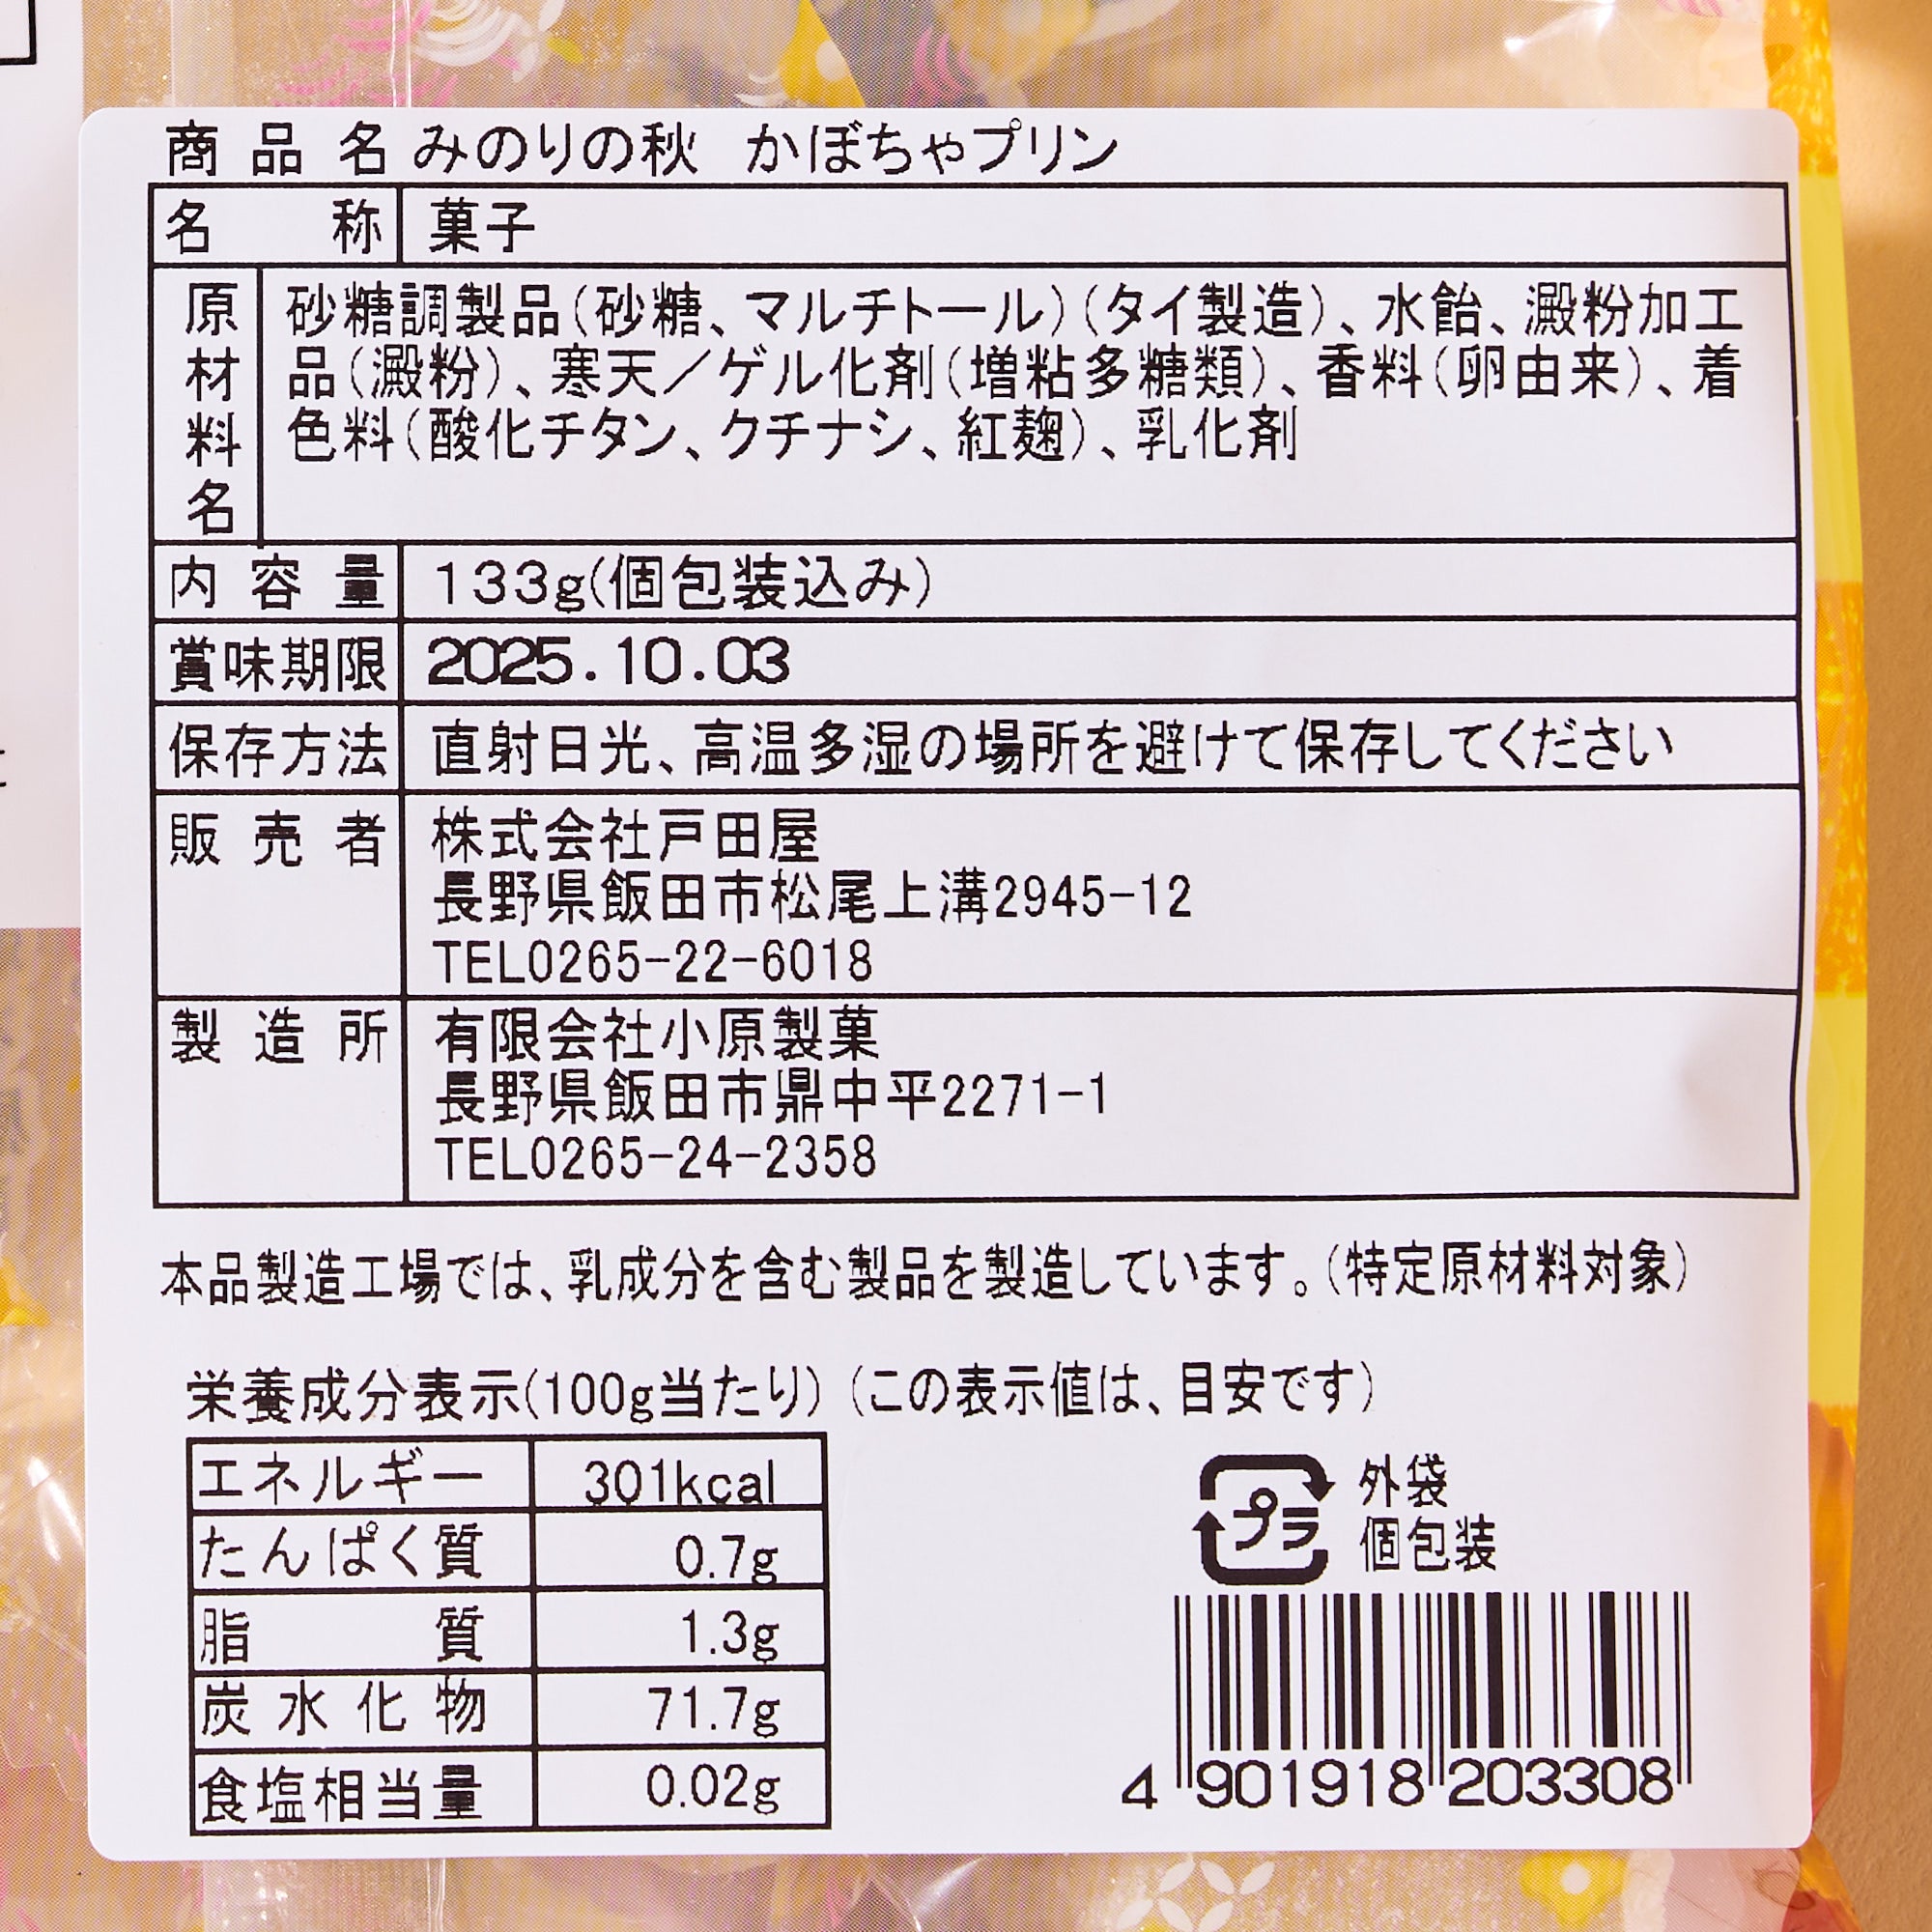 商品名 みのりの秋 かぼちゃプリン
名称 菓子
原材料名 砂糖調製品(砂糖、マルチトール)(タイ製造)、水飴、澱粉加工
品(澱粉)、寒天/ゲル化剤(増粘多糖類)、香料(卵由来)、着
色料(酸化チタン、クチナシ、紅麹)、乳化剤
内容量 133g(個包装込み)
賞味期限 2025.10.03
保存方法 直射日光、高温多湿の場所を避けて保存してください
販売者 株式会社戸田屋
長野県飯田市松尾上溝2945-12
TEL0265-22-6018
製造所 有限会社小原製菓
長野県飯田市鼎中平2271-1
TEL0265-24-2358
本品製造工場では、乳成分を含む製品を製造しています。(特定原材料対象)
栄養成分表示(100g当たり)(この表示値は、目安です)
エネルギー 301kcal
たんぱく質 0.7g
脂質 1.3g
炭水化物 71.7g
食塩相当量 0.02g
プラ 外袋
個包装
4 901918 203308